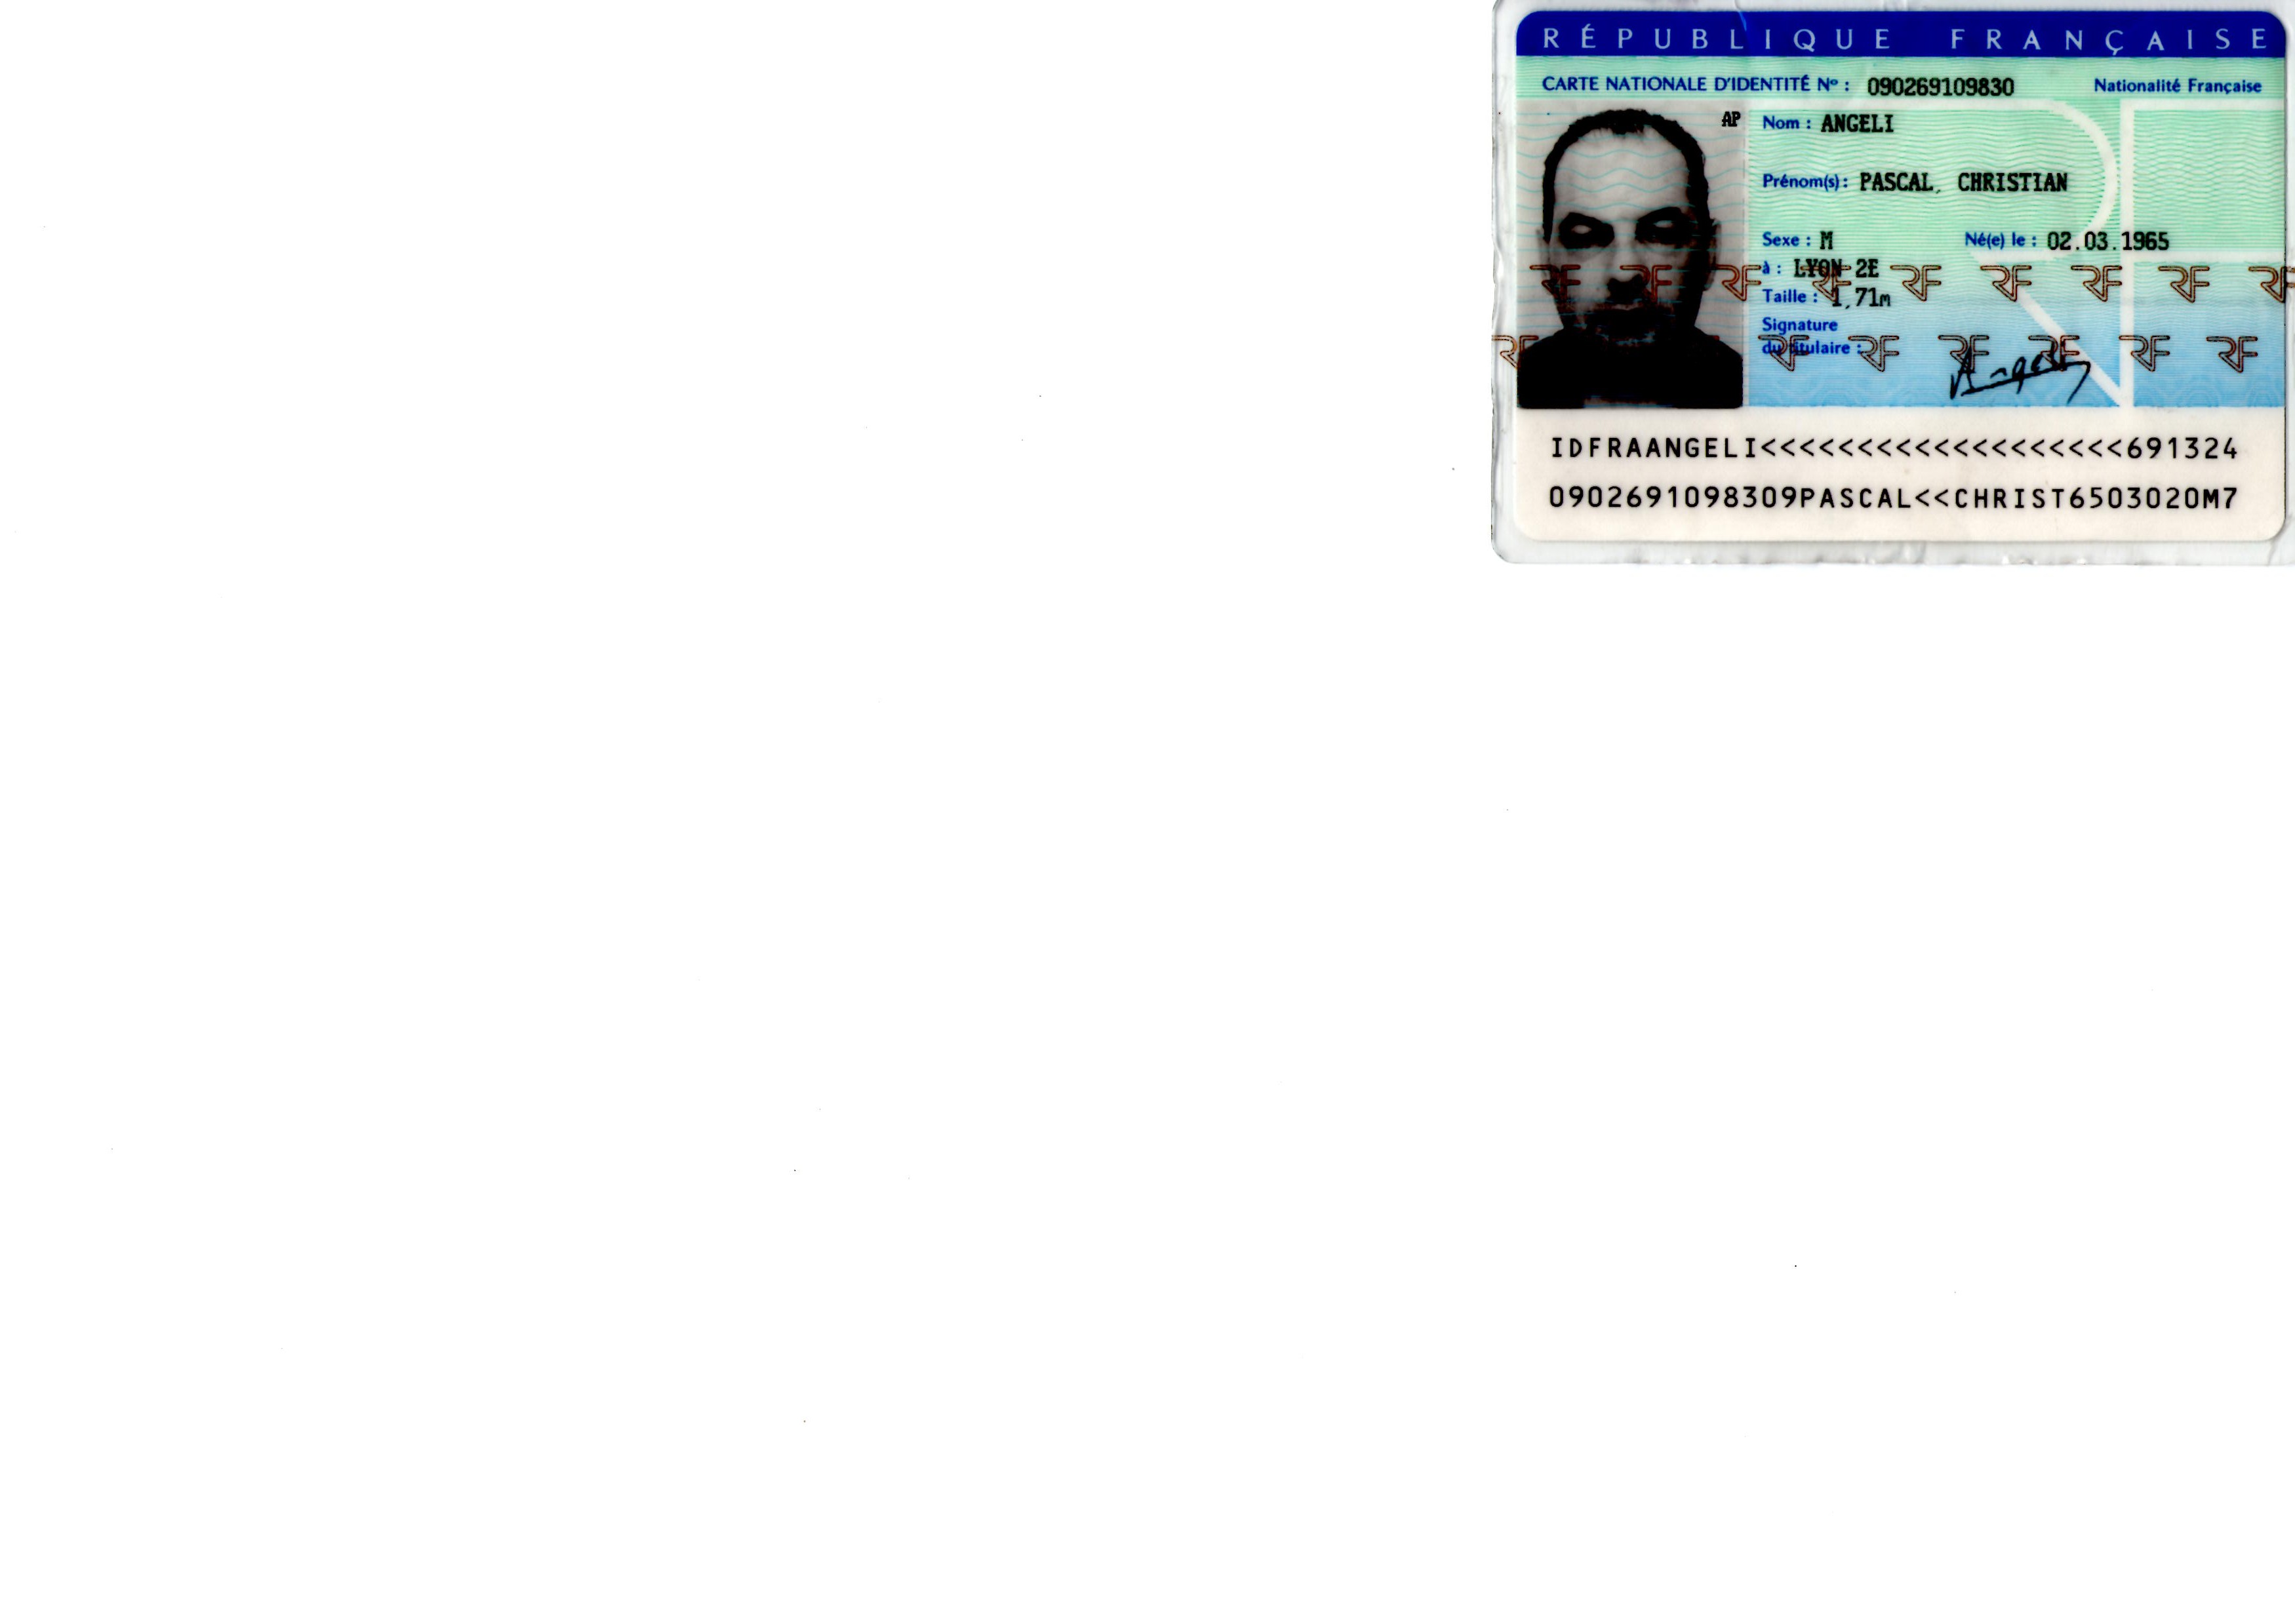 RÉPUBLIQUE FRANÇAISE
CARTE NATIONALE D'IDENTITÉ Nº : 090269109830 Nationalité Française
AP
Nom : ANGELI
Prénom(s) : PASCAL, CHRISTIAN
Sexe : M Né(e) le : 02.03.1965
à : LYON 2E
Taille : 1,71m
Signature
du titulaire :
Angeli
RF RF RF RF RF RF RF RF RF
RF RF RF RF RF RF RF
IDFRAANGELI<<<<<<<<<<<<<<<<<<<691324
0902691098309PASCAL<<CHRIST6503020M7